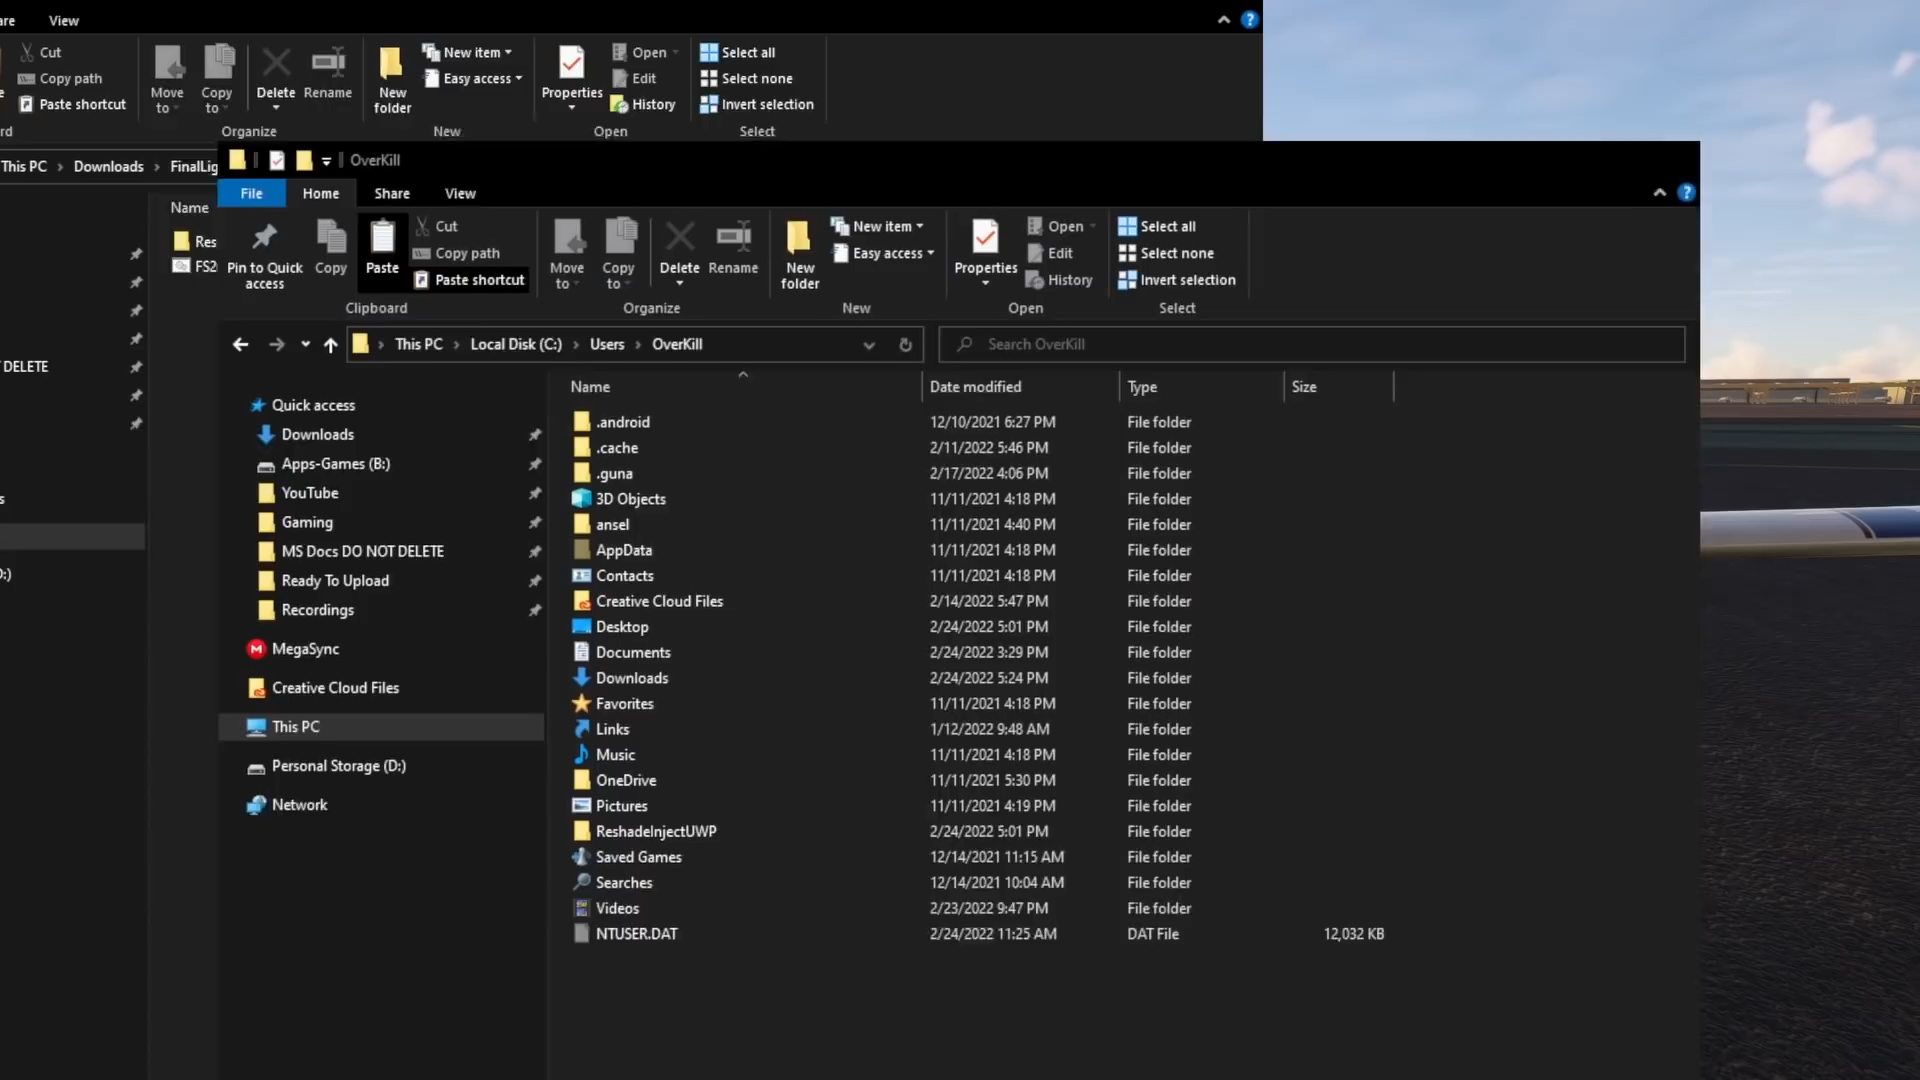 View
Cut
Copy path
Paste shortcut
Move to
Copy to
Delete
Rename
New folder
New item
Easy access
Properties
Open
Edit
History
Select all
Select none
Invert selection
Organize
New
Open
Select
This PC > Downloads > FinalLig
Name
Res
FS2
DELETE
OverKill
File
Home
Share
View
Pin to Quick access
Copy
Paste
Cut
Copy path
Paste shortcut
Move to
Copy to
Delete
Rename
New folder
New item
Easy access
Properties
Open
Edit
History
Select all
Select none
Invert selection
Clipboard
Organize
New
Open
Select
This PC > Local Disk (C:) > Users > OverKill
Search OverKill
Quick access
Downloads
Apps-Games (B:)
YouTube
Gaming
MS Docs DO NOT DELETE
Ready To Upload
Recordings
MegaSync
Creative Cloud Files
This PC
Personal Storage (D:)
Network
Name Date modified Type Size
.android 12/10/2021 6:27 PM File folder
.cache 2/11/2022 5:46 PM File folder
.guna 2/17/2022 4:06 PM File folder
3D Objects 11/11/2021 4:18 PM File folder
ansel 11/11/2021 4:40 PM File folder
AppData 11/11/2021 4:18 PM File folder
Contacts 11/11/2021 4:18 PM File folder
Creative Cloud Files 2/14/2022 5:47 PM File folder
Desktop 2/24/2022 5:01 PM File folder
Documents 2/24/2022 3:29 PM File folder
Downloads 2/24/2022 5:24 PM File folder
Favorites 11/11/2021 4:18 PM File folder
Links 1/12/2022 9:48 AM File folder
Music 11/11/2021 4:18 PM File folder
OneDrive 11/11/2021 5:30 PM File folder
Pictures 11/11/2021 4:19 PM File folder
ReshadeInjectUWP 2/24/2022 5:01 PM File folder
Saved Games 12/14/2021 11:15 AM File folder
Searches 12/14/2021 10:04 AM File folder
Videos 2/23/2022 9:47 PM File folder
NTUSER.DAT 2/24/2022 11:25 AM DAT File 12,032 KB